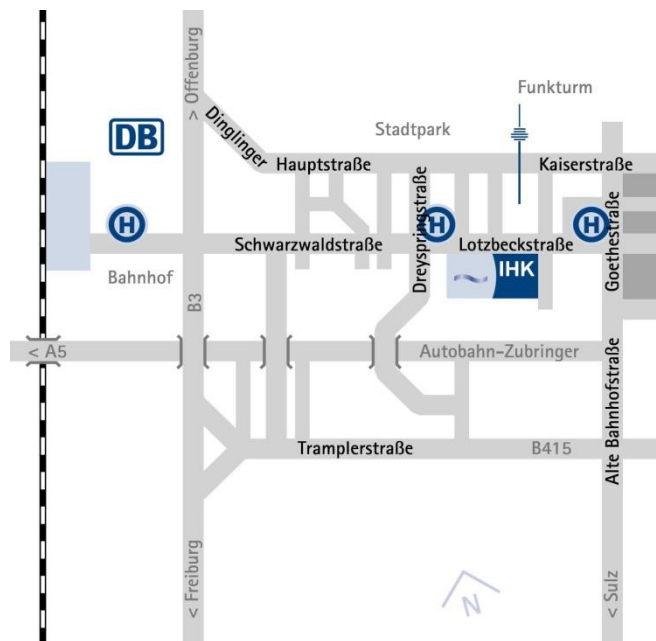 > Offenburg
Funkturm
Stadtpark
DB
Dinglinger
Hauptstraße
Kaiserstraße
H
H
H
Dreyspringstraße
Goethestraße
Schwarzwaldstraße
Lotzbeckstraße
IHK
Bahnhof
B3
< A5
Autobahn-Zubringer
Alte Bahnhofstraße
Tramplerstraße
B415
< Freiburg
N
< Sulz